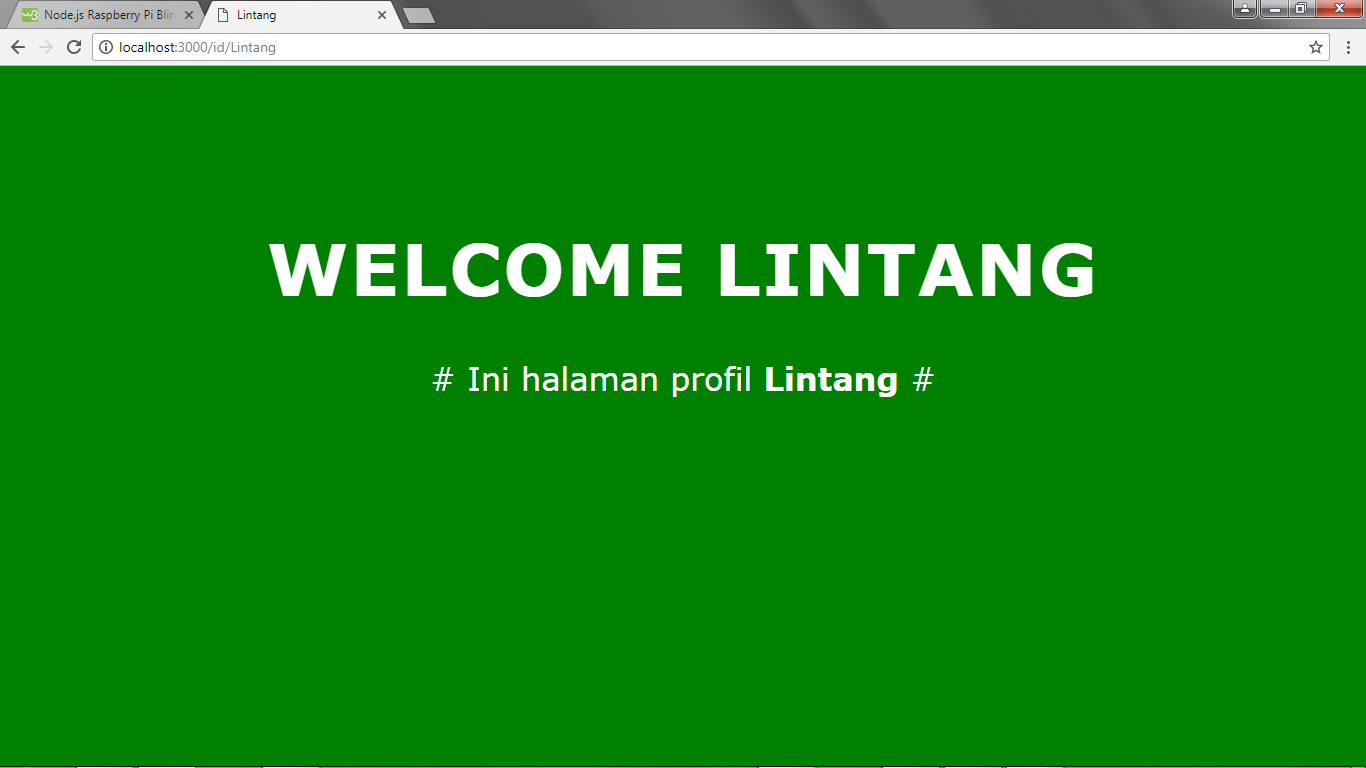 Node.js Raspberry Pi Blin
Lintang
localhost:3000/id/Lintang
WELCOME LINTANG
# Ini halaman profil Lintang #